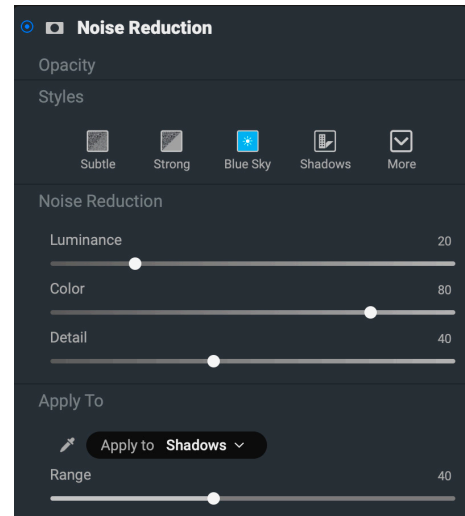 Noise Reduction
Opacity
Styles
Subtle Strong Blue Sky Shadows More
Noise Reduction
Luminance 20
Color 80
Detail 40
Apply To
Apply to Shadows
Range 40